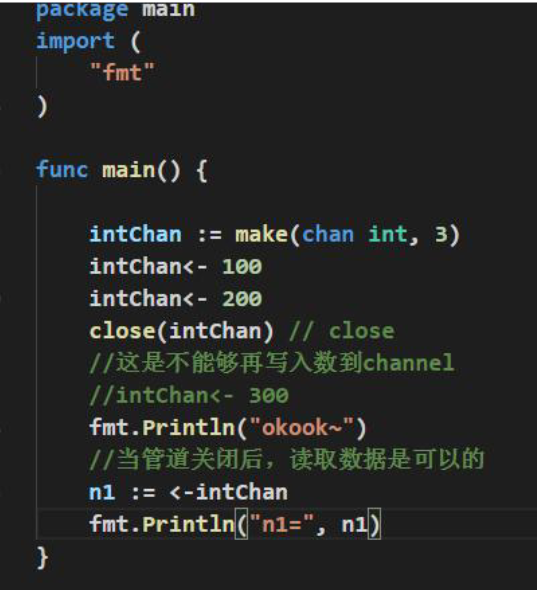 package main
import (
    "fmt"
)
func main() {
    intChan := make(chan int, 3)
    intChan<- 100
    intChan<- 200
    close(intChan) // close
    //这是不能够再写入数到channel
    //intChan<- 300
    fmt.Println("okook~")
    //当管道关闭后，读取数据是可以的
    n1 := <-intChan
    fmt.Println("n1=", n1)
}